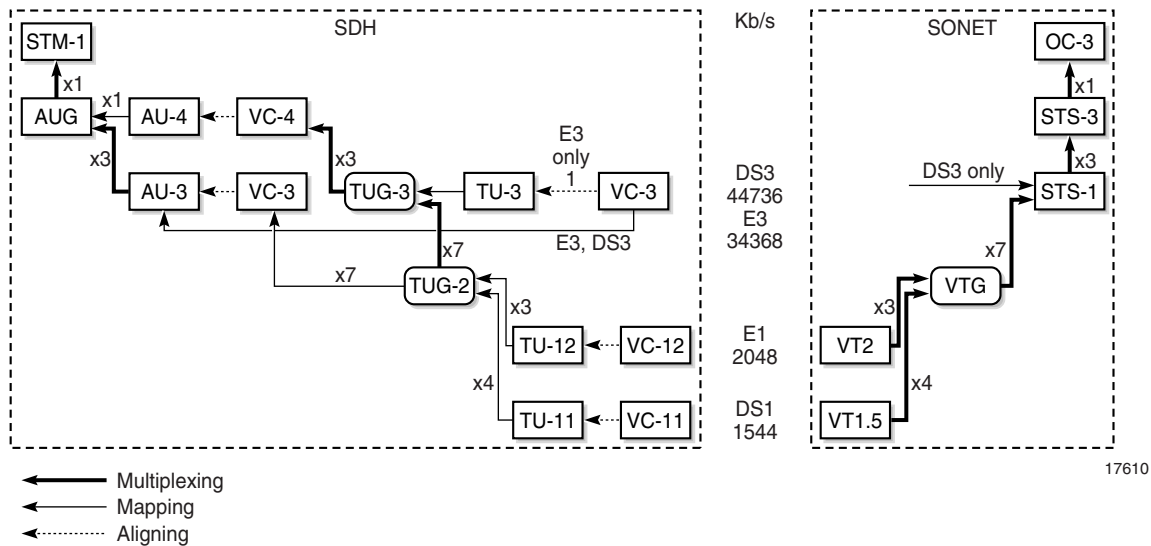 SDH
Kb/s
SONET
STM-1
OC-3
x1
x1
AUG
x1
AU-4
VC-4
STS-3
x3
x3
E3
only
1
x3
AU-3
VC-3
TUG-3
TU-3
VC-3
DS3
44736
E3
34368
DS3 only
STS-1
E3, DS3
x7
x7
x7
TUG-2
VTG
x3
x3
TU-12
VC-12
E1
2048
VT2
x4
x4
TU-11
VC-11
DS1
1544
VT1.5
17610
Multiplexing
Mapping
Aligning